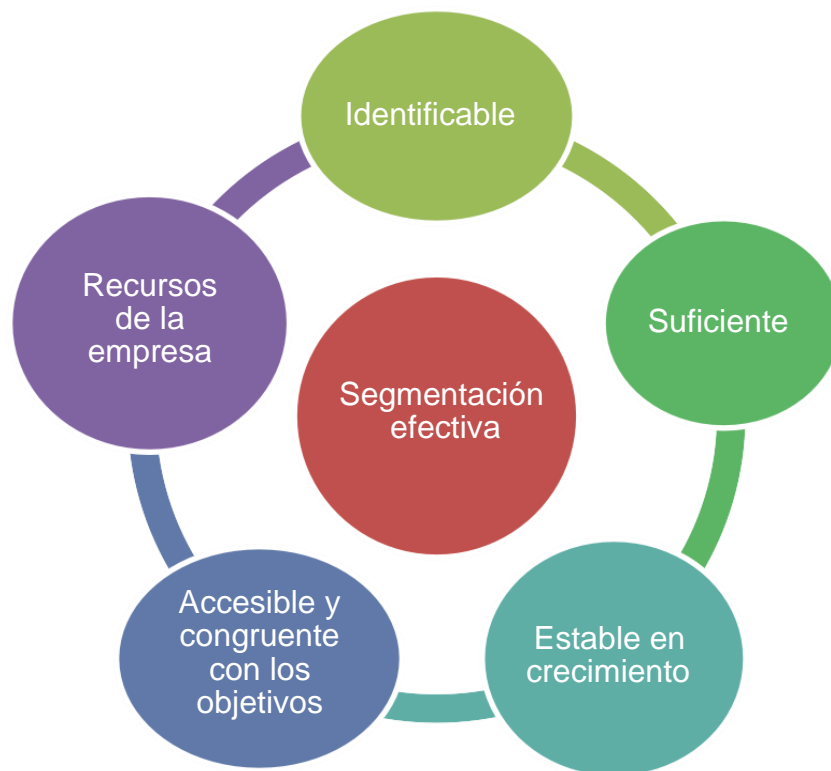 Identificable
Suficiente
Estable en
crecimiento
Accesible y
congruente
con los
objetivos
Recursos
de la
empresa
Segmentación
efectiva